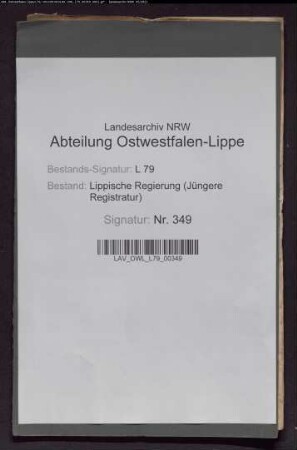 Landesarchiv NRW
Abteilung Ostwestfalen-Lippe
Bestands-Signatur: L 79
Bestand: Lippische Regierung (Jüngere
Registratur)
Signatur: Nr. 349
LAV_OWL_L79_00349